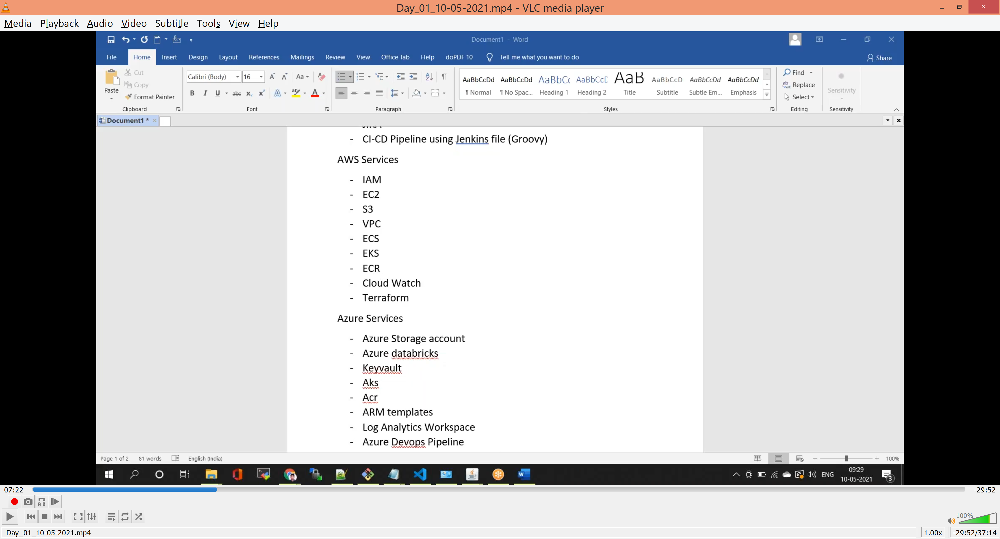 Day_01_10-05-2021.mp4 - VLC media player
Media Playback Audio Video Subtitle Tools View Help
Document1 - Word
File Home Insert Design Layout References Mailings Review View Office Tab Help doPDF 10 Tell me what you want to do Share
Paste Cut Copy Format Painter
Calibri (Body) 16 Aa
B I U abc X₂ X² A ab A
AaBbCcDd AaBbCcDd AaBbC AaBbCcD AaB AaBbCcD AaBbCcDd AaBbCcDd
¶ Normal ¶ No Spac... Heading 1 Heading 2 Title Subtitle Subtle Em... Emphasis
Find Replace Select
Sensitivity
Clipboard Font Paragraph Styles Editing Sensitivity
Document1 *
JIRA
- CI-CD Pipeline using Jenkins file (Groovy)
AWS Services
- IAM
- EC2
- S3
- VPC
- ECS
- EKS
- ECR
- Cloud Watch
- Terraform
Azure Services
- Azure Storage account
- Azure databricks
- Keyvault
- Aks
- Acr
- ARM templates
- Log Analytics Workspace
- Azure Devops Pipeline
Page 1 of 2 81 words English (India) 100%
ENG 09:29
10-05-2021 3
07:22 -29:52
100%
Day_01_10-05-2021.mp4 1.00x -29:52/37:14